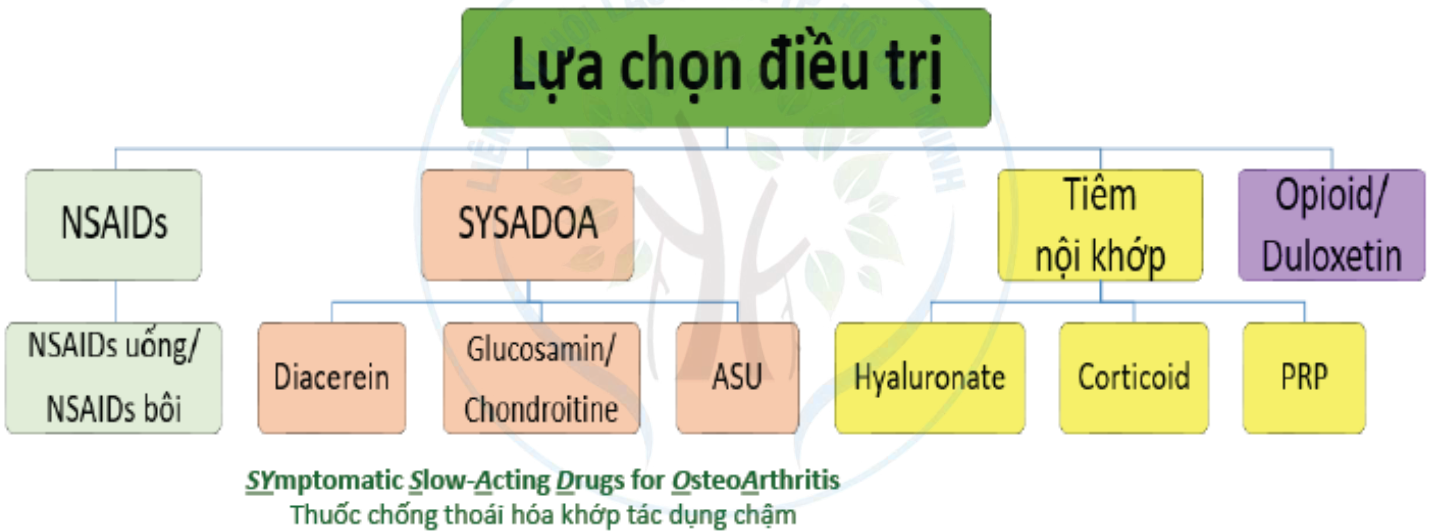 Lựa chọn điều trị
NSAIDs
SYSADOA
Tiêm
nội khớp
Opioid/
Duloxetin
NSAIDs uống/
NSAIDs bôi
Diacerein
Glucosamin/
Chondroitine
ASU
Hyaluronate
Corticoid
PRP
SYmptomatic Slow-Acting Drugs for OsteoArthritis
Thuốc chống thoái hóa khớp tác dụng chậm